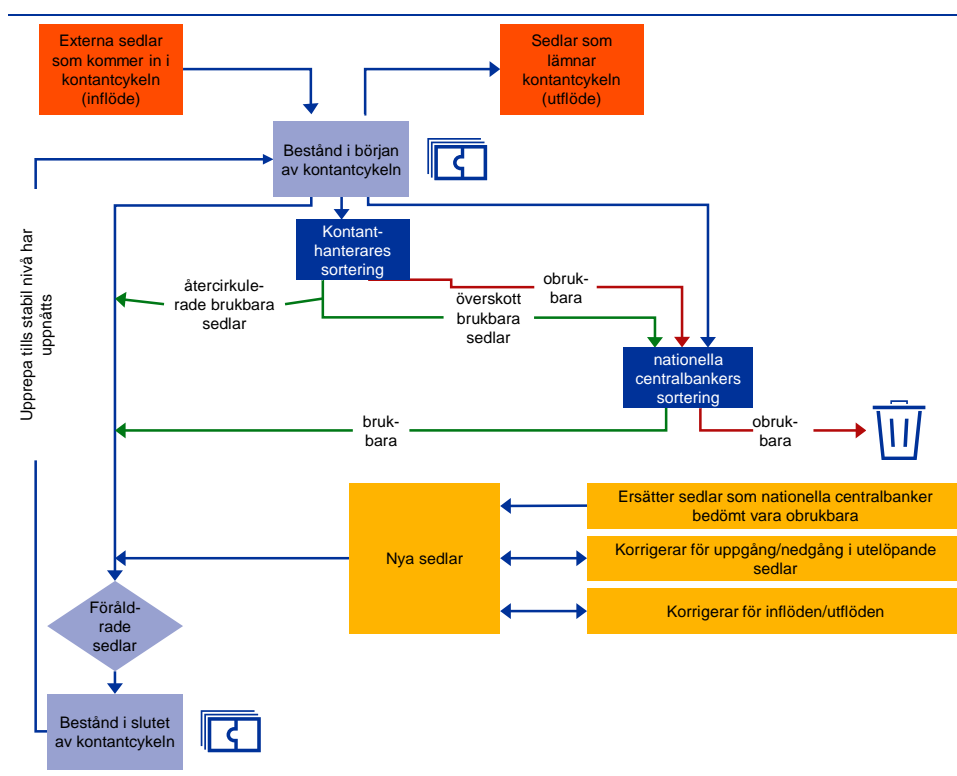 Externa sedlar
som kommer in i
kontantcykeln
(inflöde)
Sedlar som
lämnar
kontantcykeln
(utflöde)
Bestånd i början
av kontantcykeln
Upprepa tills stabil nivå har
uppnåtts
Kontant-
hanterares
sortering
återcirkule-
rade brukbara
sedlar
överskott
brukbara
sedlar
obruk-
bara
nationella
centralbankers
sortering
bruk-
bara
obruk-
bara
Nya sedlar
Ersätter sedlar som nationella centralbanker
bedömt vara obrukbara
Korrigerar för uppgång/nedgång i utelöpande
sedlar
Korrigerar för inflöden/utflöden
Föråld-
rade
sedlar
Bestånd i slutet
av kontantcykeln